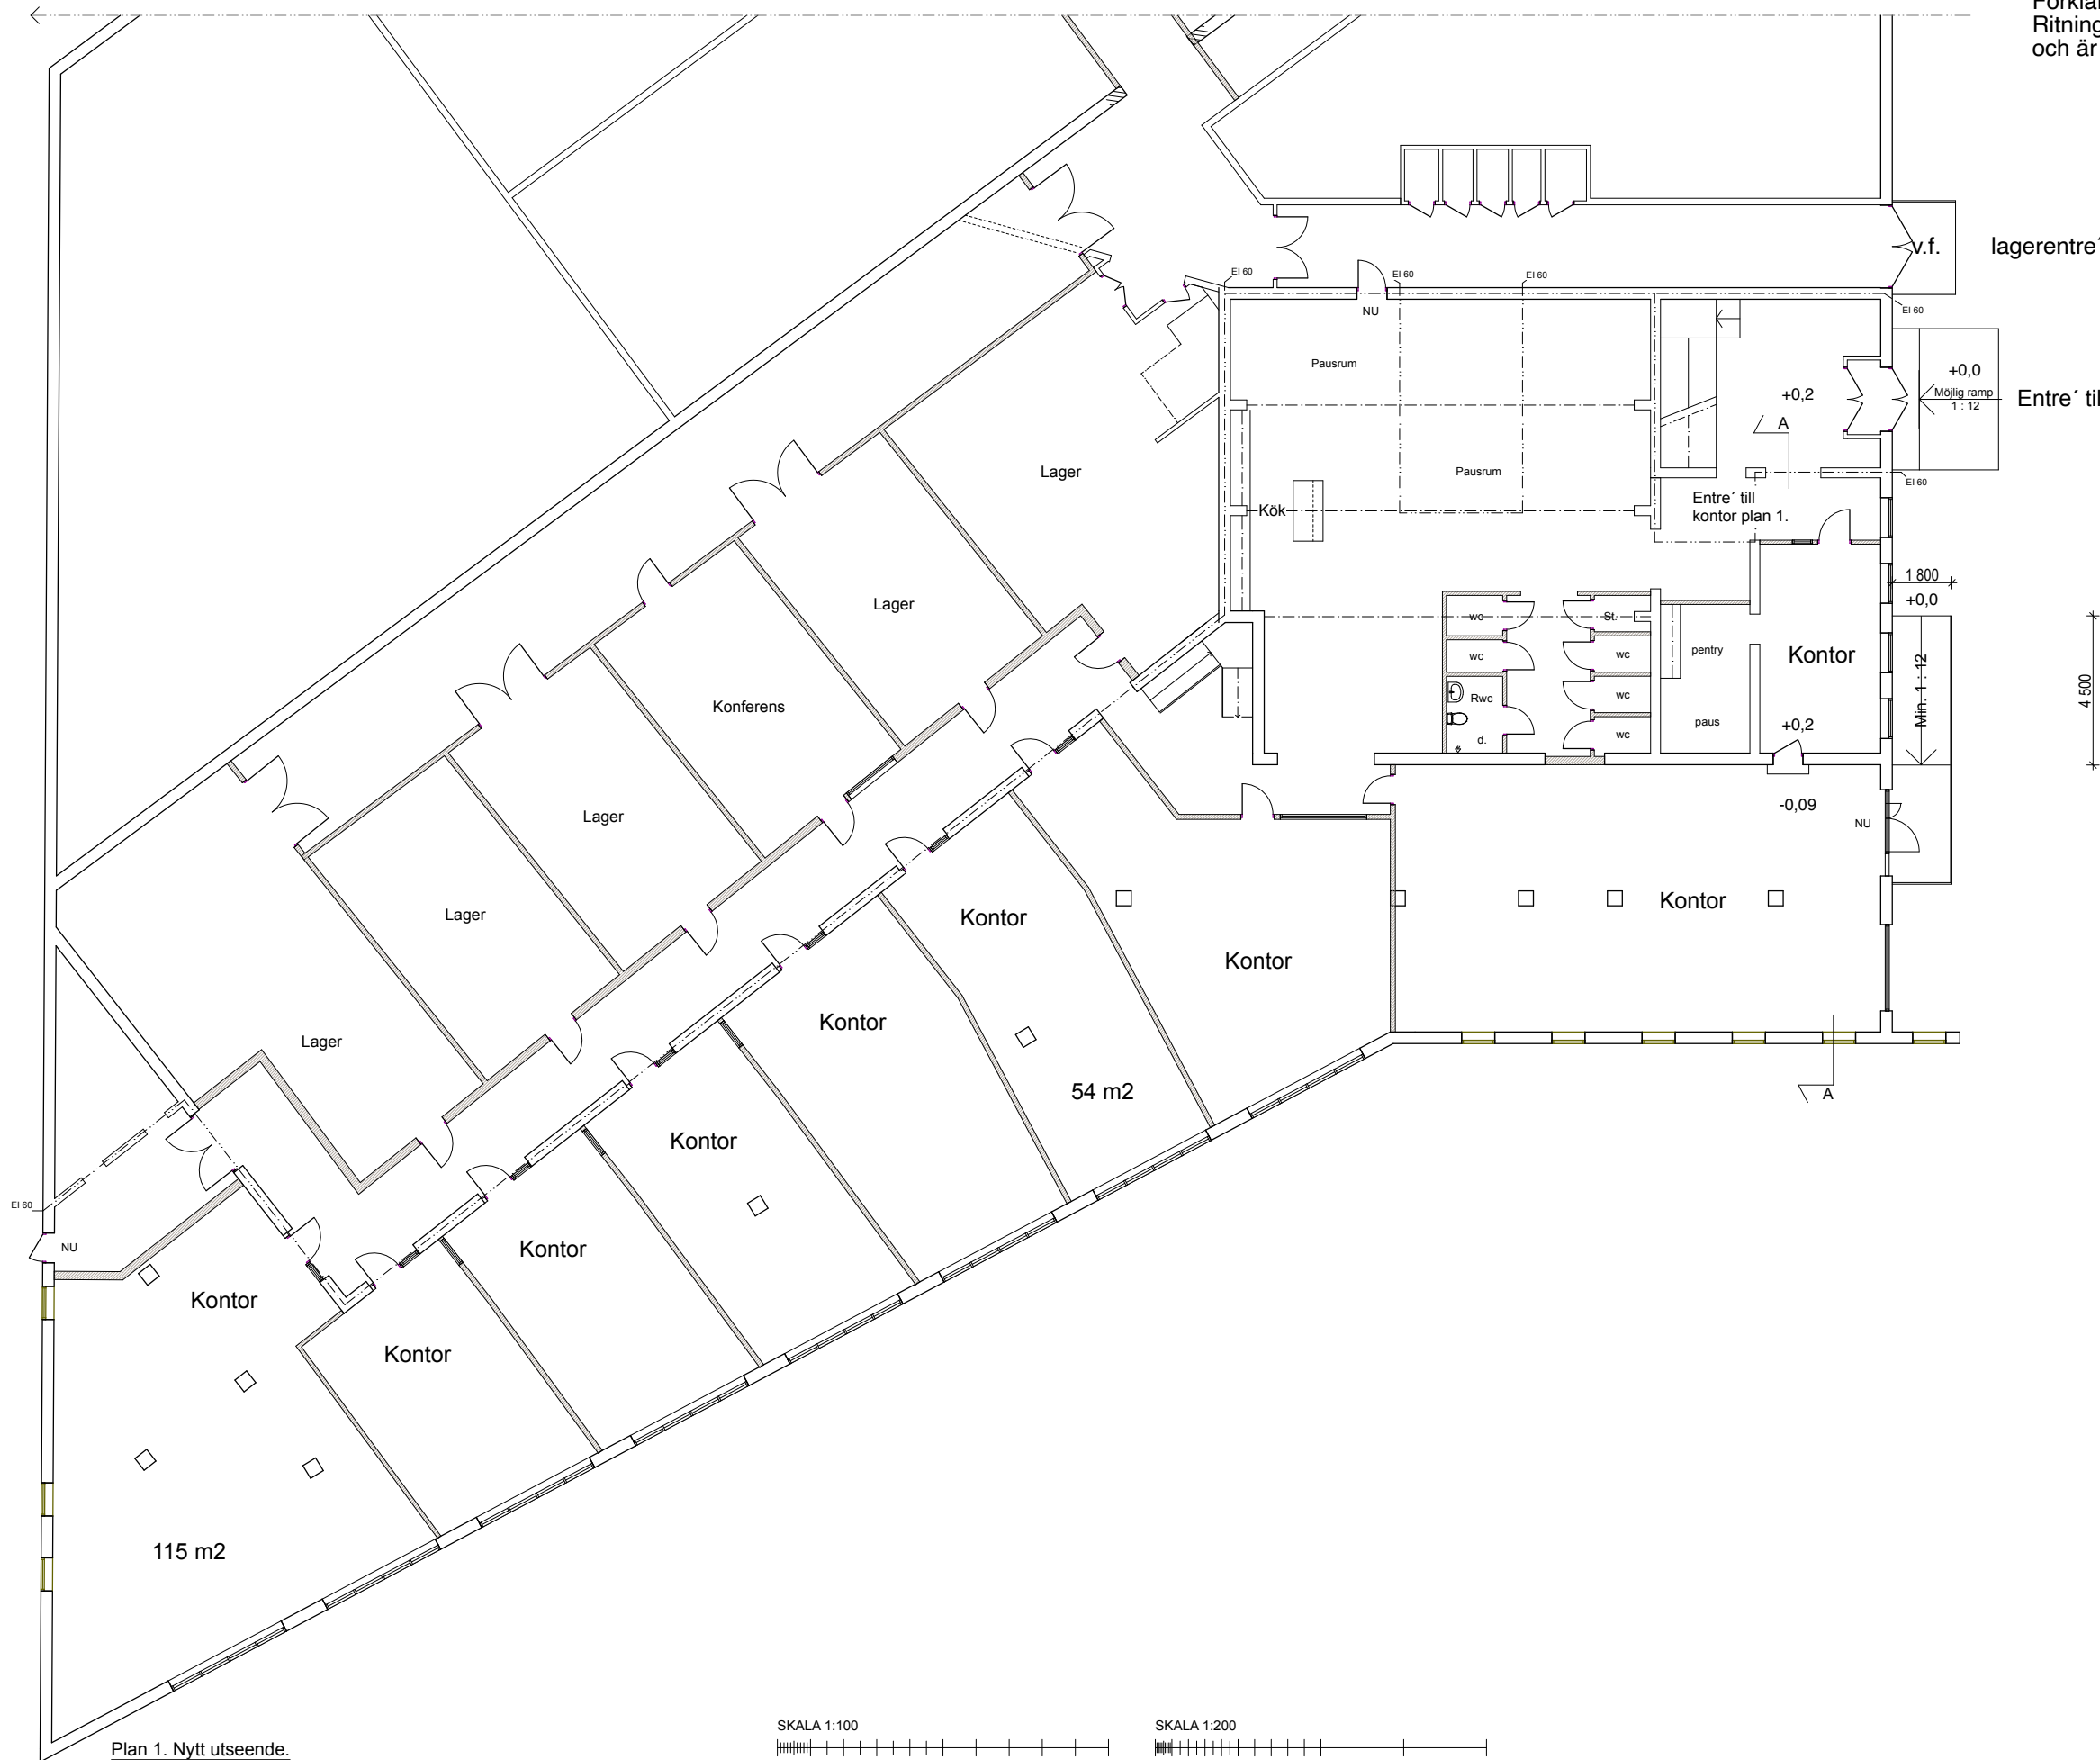 Ritning
och är
v.f.
lagerentre´
EI 60
EI 60
EI 60
NU
EI 60
Pausrum
+0,0
Möjlig ramp
1 : 12
+0,2
Entre´
A
Lager
Pausrum
EI 60
Entre´ till
kontor plan 1.
Kök
1 800
+0,0
Lager
wc
St.
wc
wc
pentry
Kontor
Min. 1 : 12
4 500
Konferens
Rwc
wc
paus
+0,2
d.
wc
-0,09
NU
Lager
Kontor
Kontor
Lager
Kontor
Kontor
Lager
54 m2
A
Kontor
EI 60
NU
Kontor
Kontor
Kontor
115 m2
SKALA 1:100
SKALA 1:200
Plan 1. Nytt utseende.